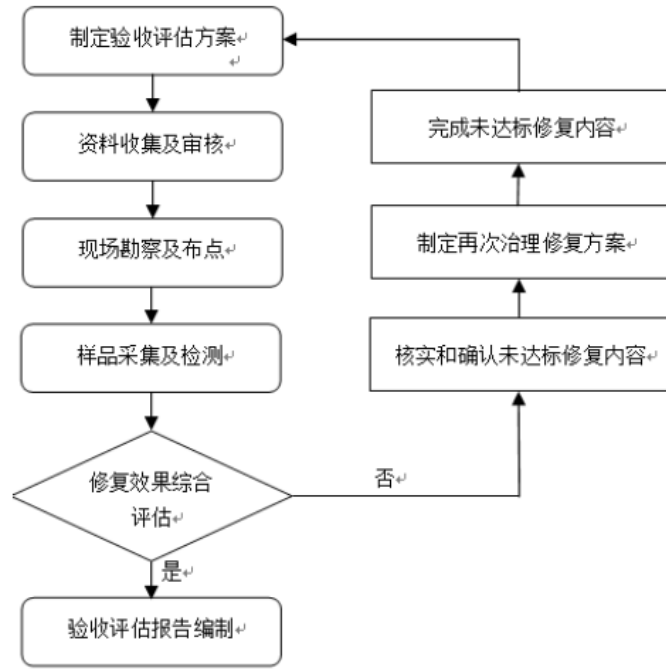 制定验收评估方案
资料收集及审核
现场勘察及布点
样品采集及检测
修复效果综合
评估
是
验收评估报告编制
否
核实和确认未达标修复内容
制定再次治理修复方案
完成未达标修复内容